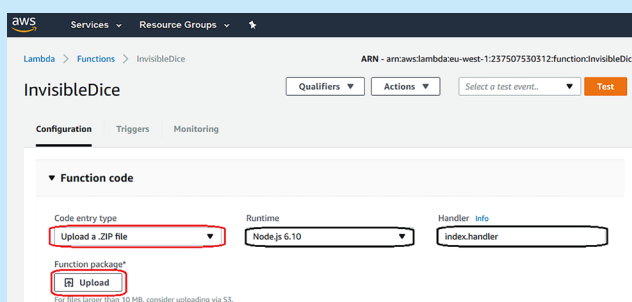 aws Services Resource Groups
Lambda > Functions > InvisibleDice ARN - arn:aws:lambda:eu-west-1:237507530312:function:InvisibleDic
InvisibleDice Qualifiers Actions Select a test event.. Test
Configuration Triggers Monitoring
Function code
Code entry type Runtime Handler Info
Upload a .ZIP file Node.js 6.10 index.handler
Function package*
Upload
For files larger than 10 MB, consider uploading via S3.